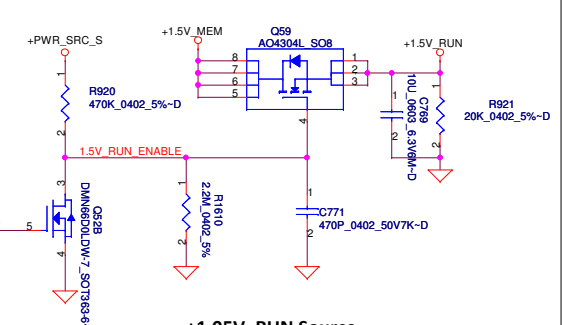 +PWR_SRC_S
+1.5V_MEM
Q59
AO4304L_SO8
+1.5V_RUN
8
7
6
5
1
2
3
4
1
R920
470K_0402_5%~D
2
1
10U_0603_6.3V6M~D
C769
2
1
R921
20K_0402_5%~D
2
1.5V_RUN_ENABLE
3
5
4
DMN66D0LDW-7_SOT363-6
Q52B
1
R1610
2.2M_0402_5%
2
1
C771
470P_0402_50V7K~D
2